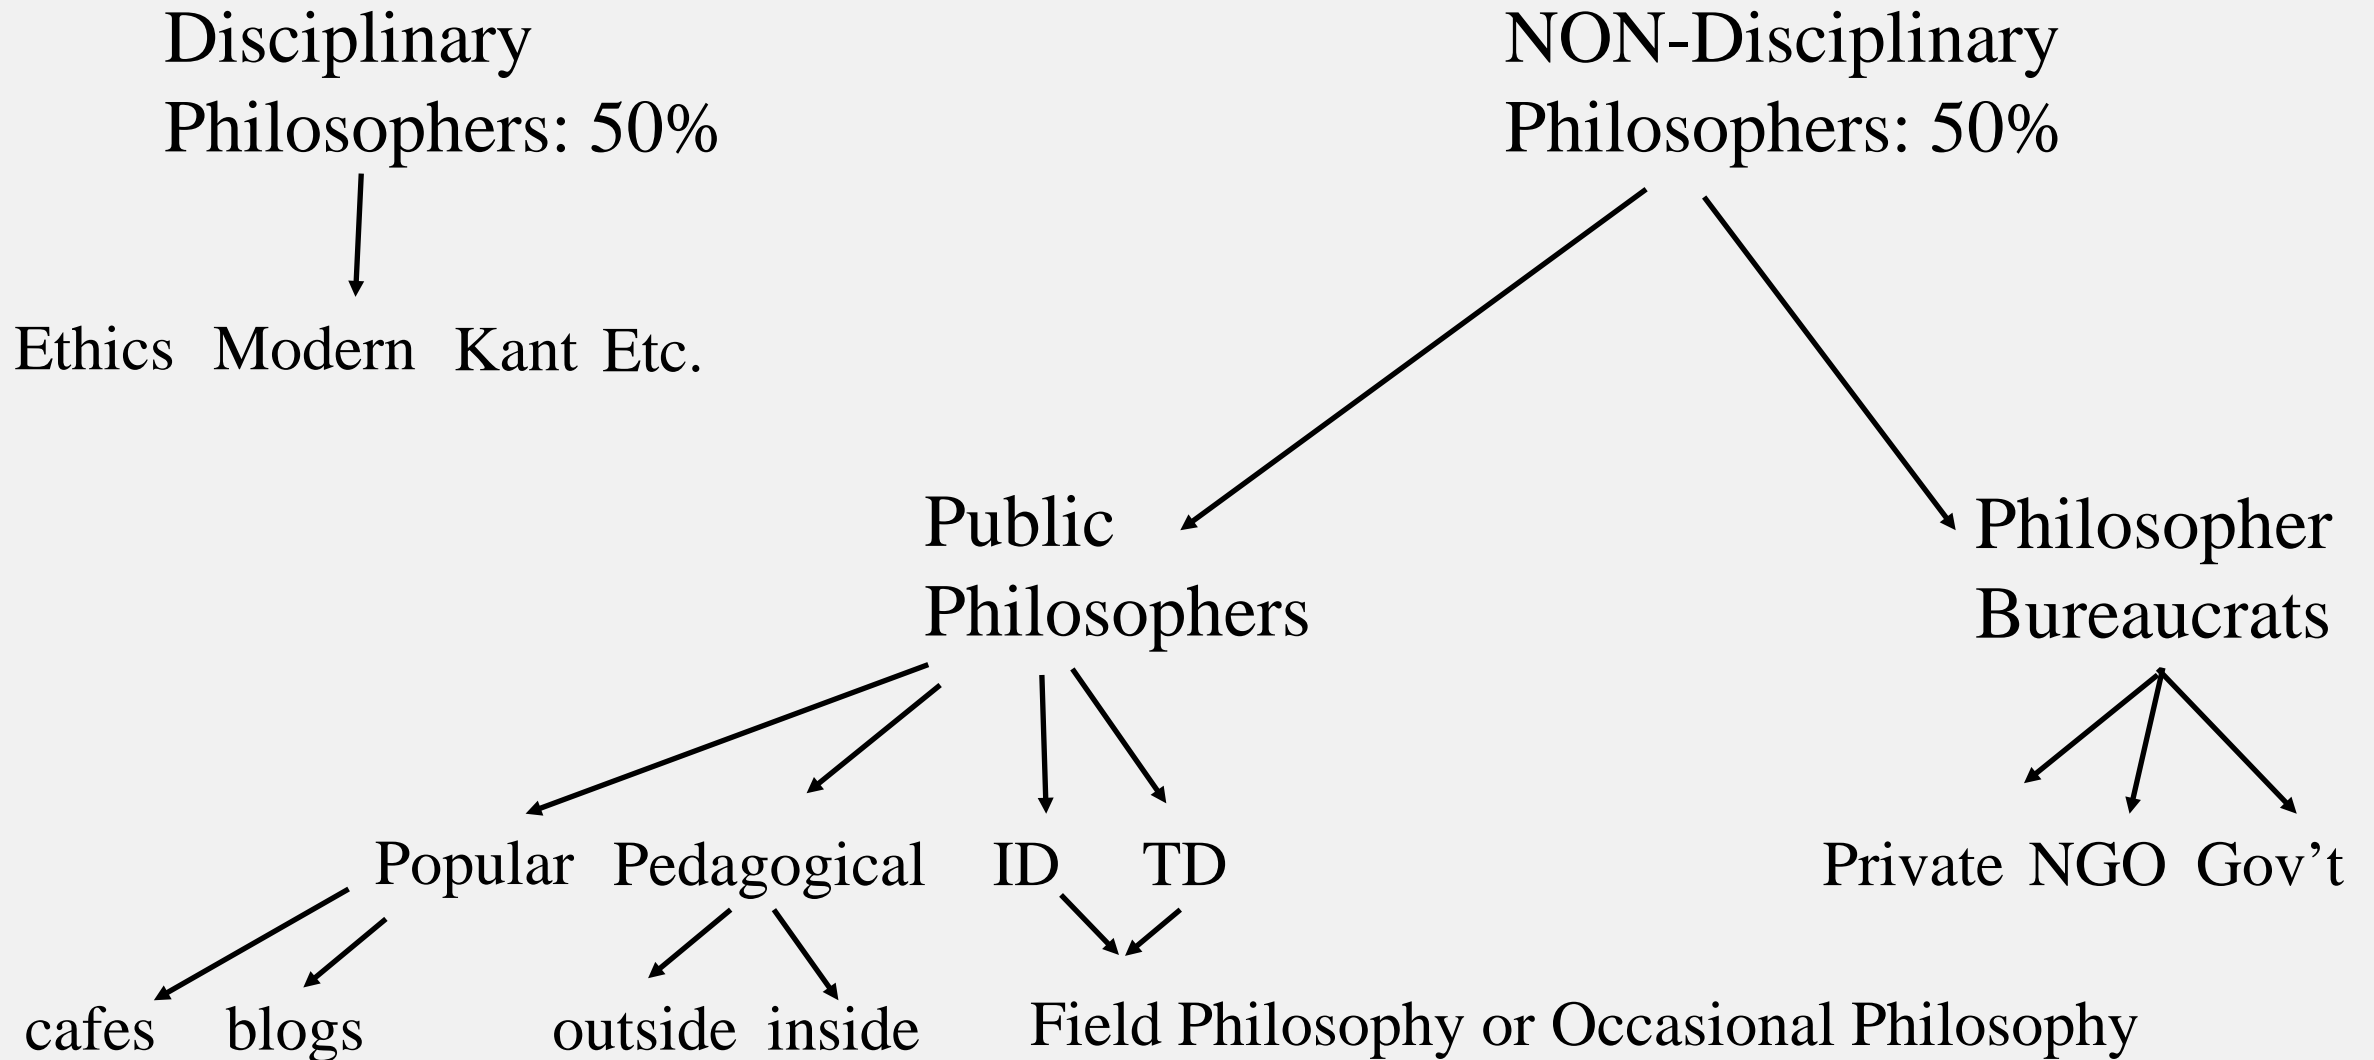 Disciplinary
Philosophers: 50%
NON-Disciplinary
Philosophers: 50%
Ethics Modern Kant Etc.
Public
Philosophers
Philosopher
Bureaucrats
Popular Pedagogical ID TD
Private NGO Gov’t
cafes blogs outside inside Field Philosophy or Occasional Philosophy